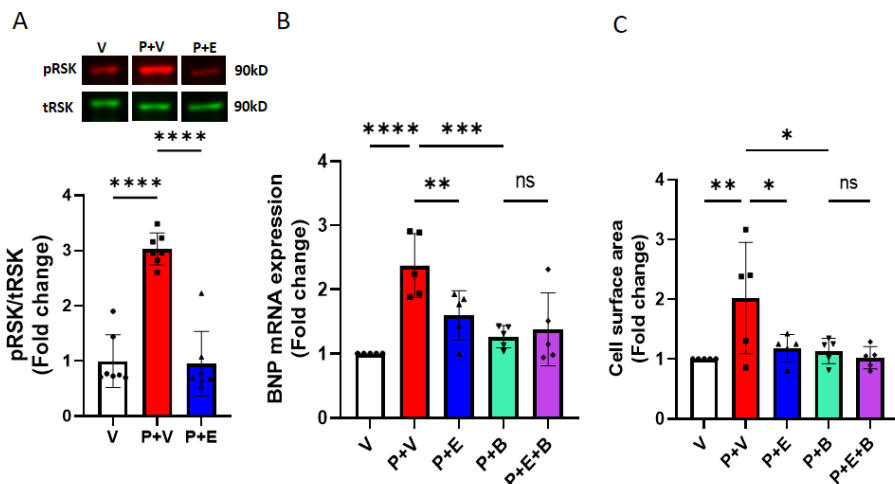 A
V P+V P+E
pRSK 90kD
tRSK 90kD
****
****
pRSK/tRSK
(Fold change)
4
3
2
1
0
V P+V P+E
B
**** ***
** ns
BNP mRNA expression
(Fold change)
4
3
2
1
0
V P+V P+E P+B P+E+B
C
*
** * ns
Cell surface area
(Fold change)
4
3
2
1
0
V P+V P+E P+B P+E+B